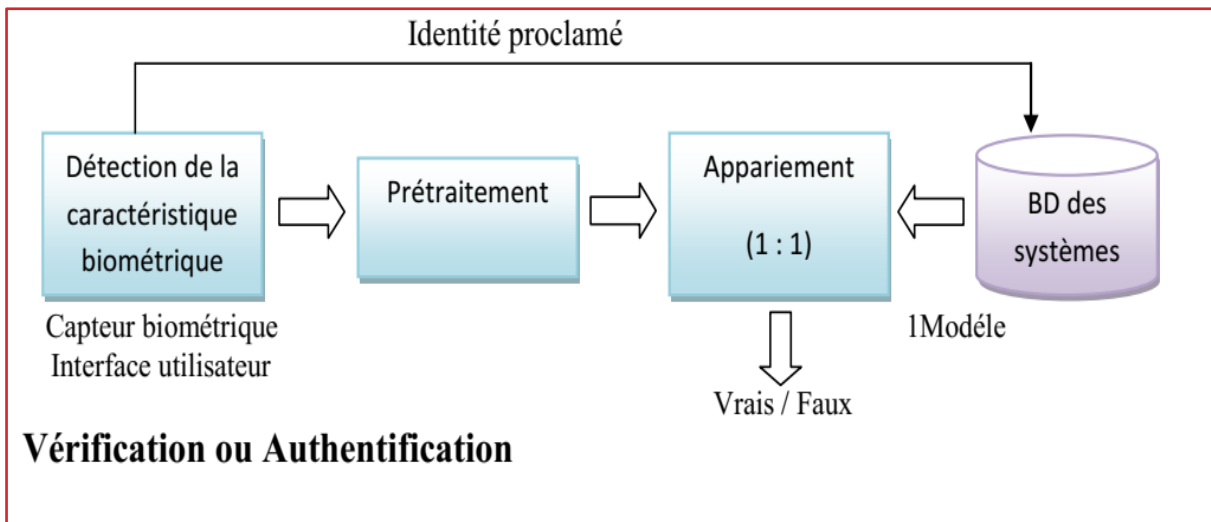 Identité proclamé
Détection de la
caractéristique
biométrique
Prétraitement
Appariement
(1 : 1)
BD des
systèmes
Capteur biométrique
Interface utilisateur
1Modéle
Vrais / Faux
Vérification ou Authentification